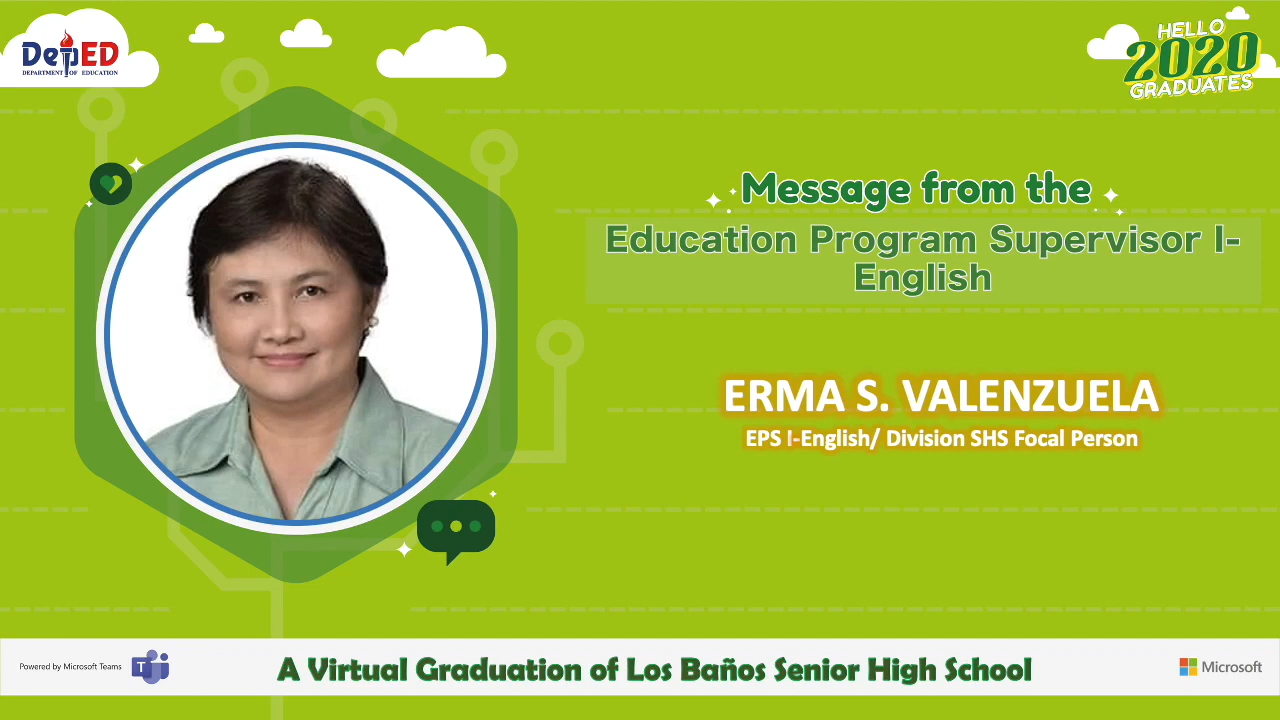 DepED
DEPARTMENT OF EDUCATION
HELLO
2020
GRADUATES
Message from the
Education Program Supervisor I-
English
ERMA S. VALENZUELA
EPS I-English/ Division SHS Focal Person
Powered by Microsoft Teams
T
A Virtual Graduation of Los Baños Senior High School
Microsoft